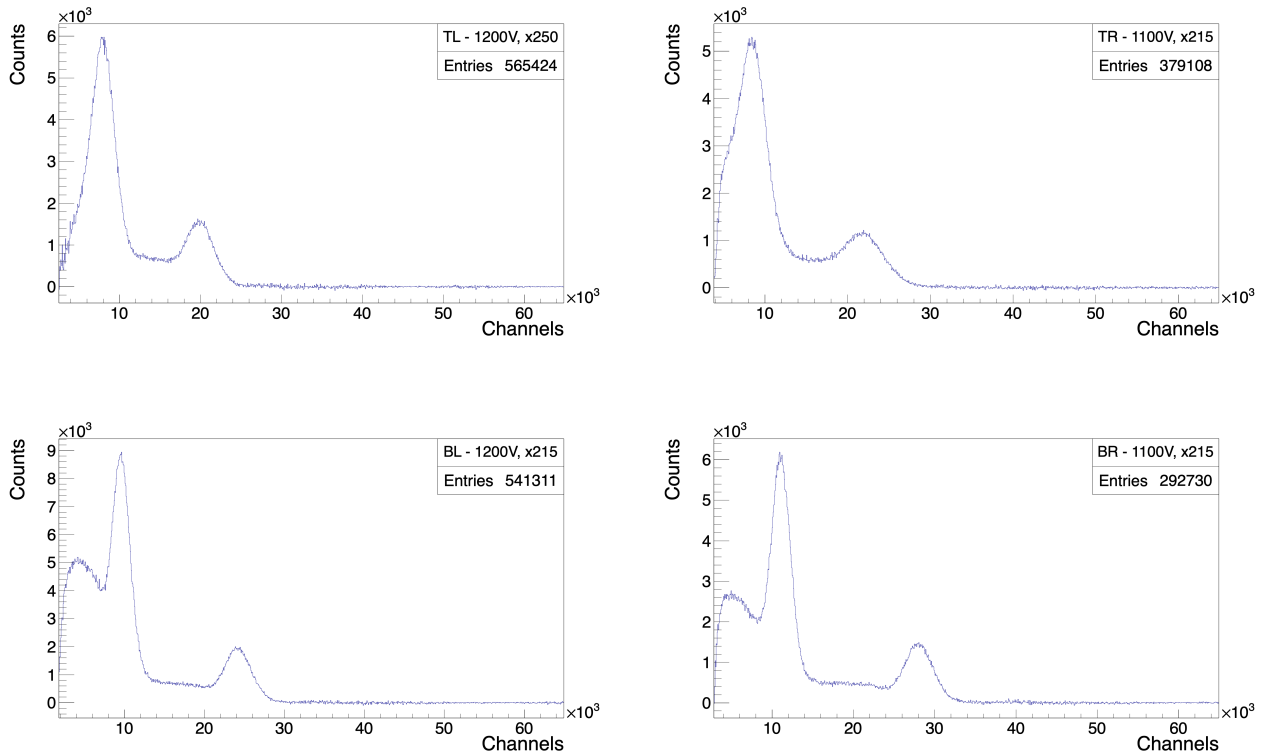 ×10³
Counts
TL - 1200V, x250
Entries 565424
6
5
4
3
2
1
0
10 20 30 40 50 60
×10³
Channels
×10³
Counts
TR - 1100V, x215
Entries 379108
5
4
3
2
1
0
10 20 30 40 50 60
×10³
Channels
×10³
Counts
BL - 1200V, x215
Entries 541311
9
8
7
6
5
4
3
2
1
0
10 20 30 40 50 60
×10³
Channels
×10³
Counts
BR - 1100V, x215
Entries 292730
6
5
4
3
2
1
0
10 20 30 40 50 60
×10³
Channels